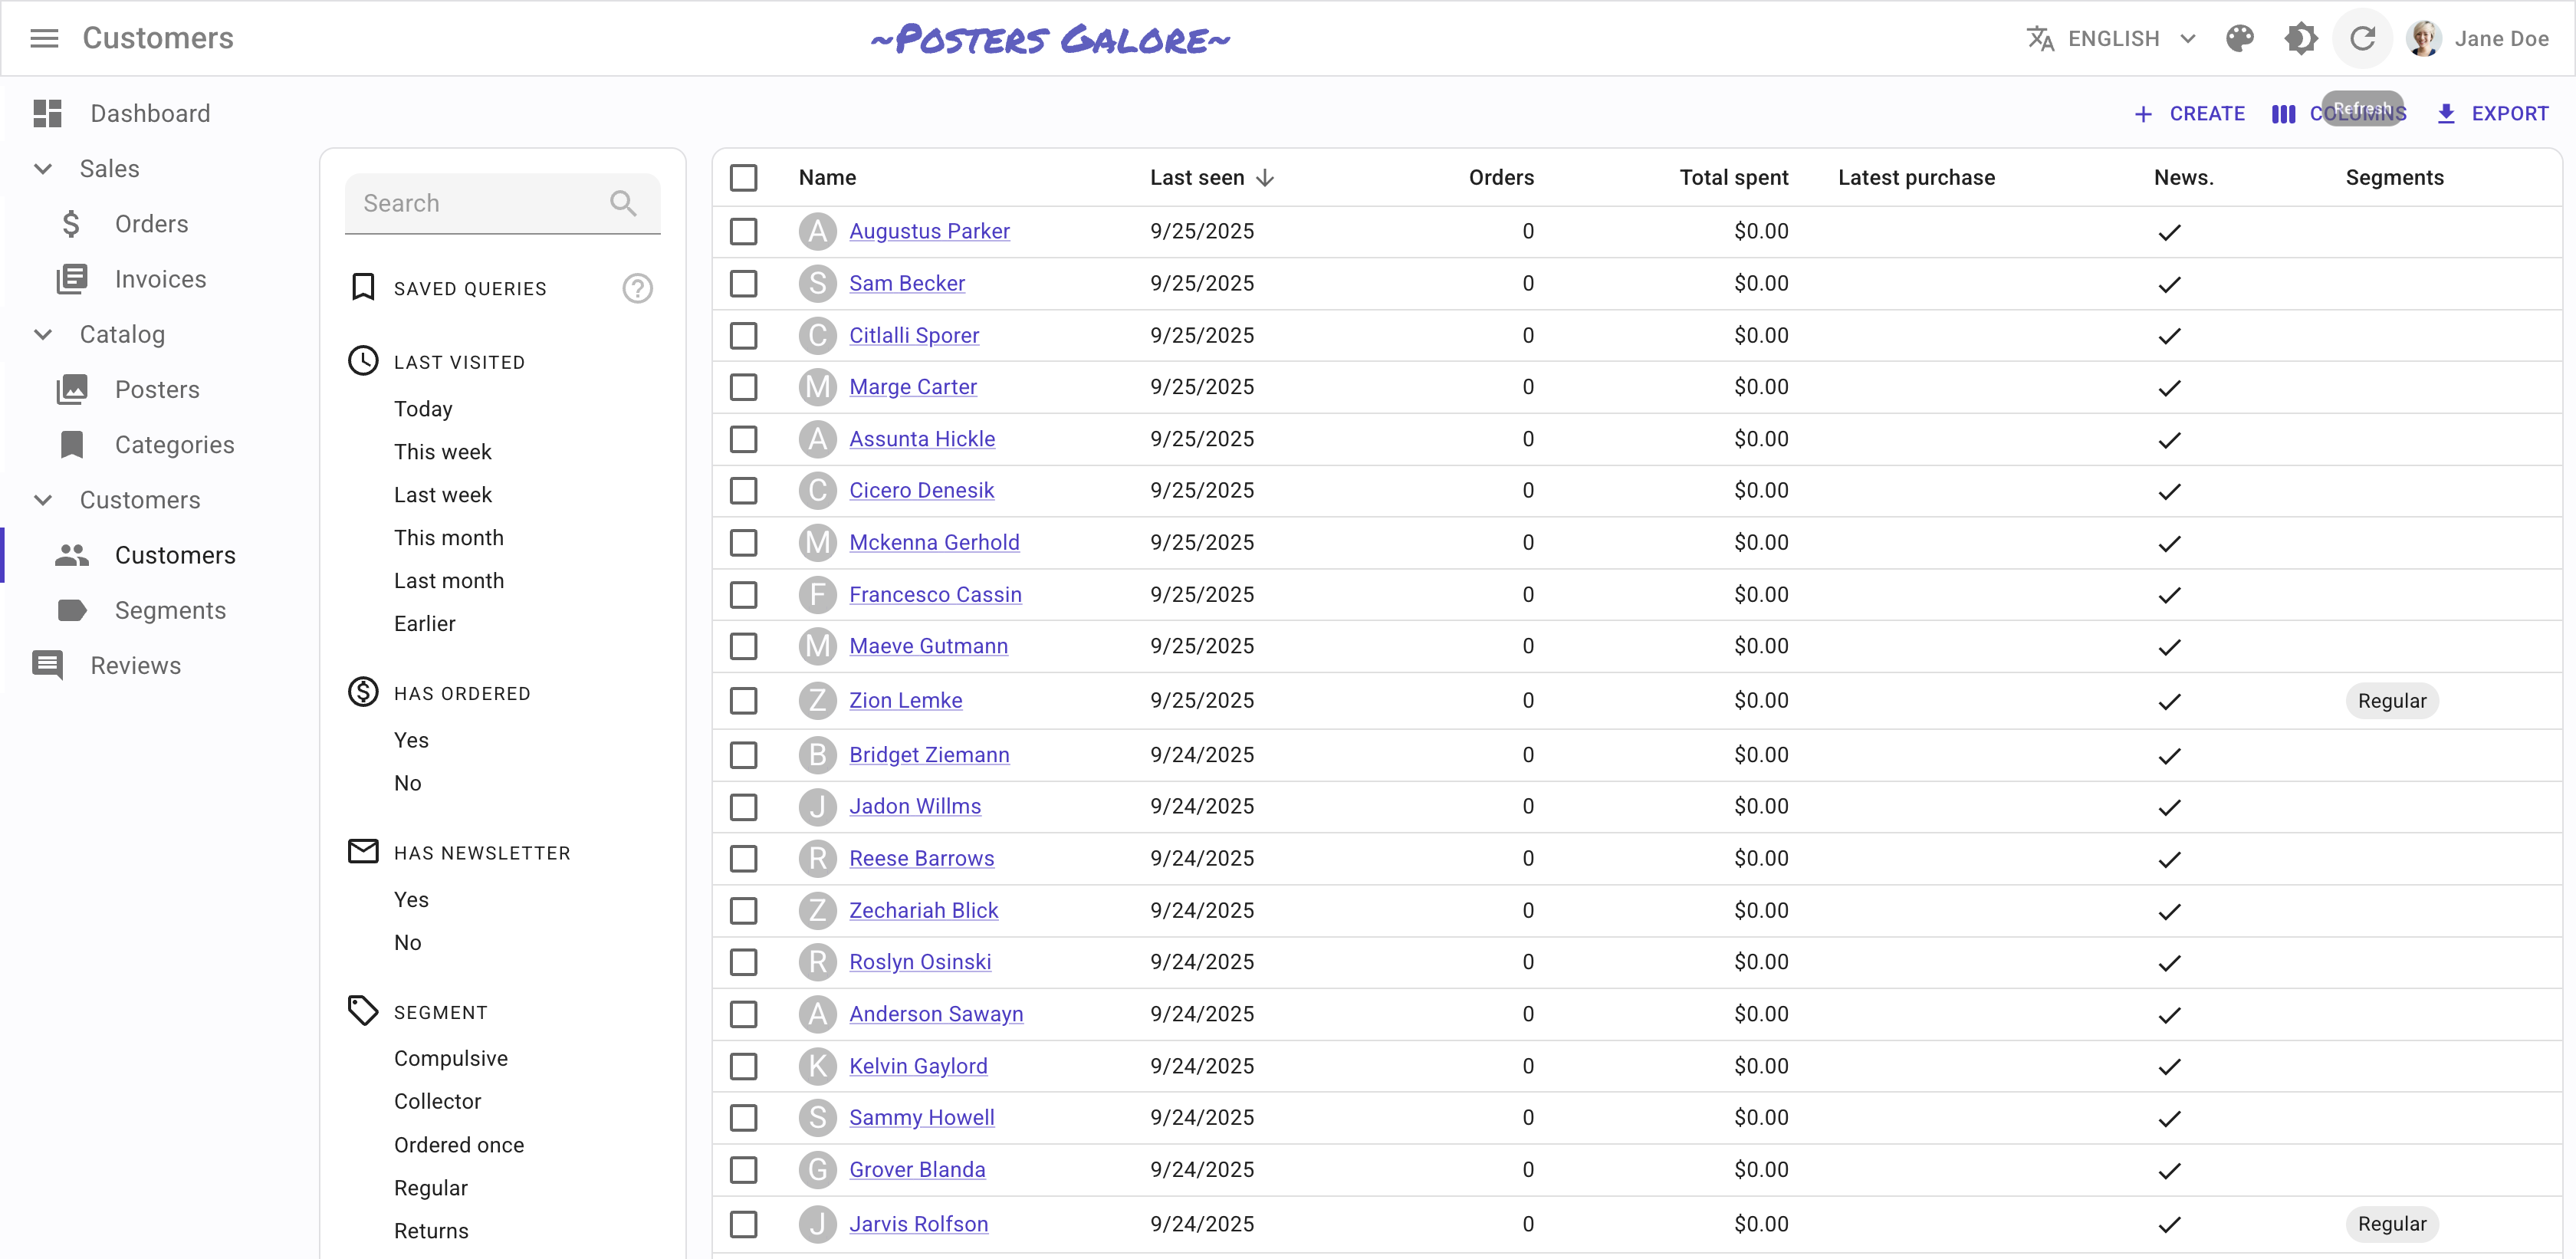 Customers
~Posters Galore~
ENGLISH
Jane Doe
Dashboard
Sales
Orders
Invoices
Catalog
Posters
Categories
Customers
Customers
Segments
Reviews
CREATE
COLUMNS
Refresh
EXPORT
Search
SAVED QUERIES
?
LAST VISITED
Today
This week
Last week
This month
Last month
Earlier
HAS ORDERED
Yes
No
HAS NEWSLETTER
Yes
No
SEGMENT
Compulsive
Collector
Ordered once
Regular
Returns
Name Last seen Orders Total spent Latest purchase News. Segments
A Augustus Parker 9/25/2025 0 $0.00
S Sam Becker 9/25/2025 0 $0.00
C Citlalli Sporer 9/25/2025 0 $0.00
M Marge Carter 9/25/2025 0 $0.00
A Assunta Hickle 9/25/2025 0 $0.00
C Cicero Denesik 9/25/2025 0 $0.00
M Mckenna Gerhold 9/25/2025 0 $0.00
F Francesco Cassin 9/25/2025 0 $0.00
M Maeve Gutmann 9/25/2025 0 $0.00
Z Zion Lemke 9/25/2025 0 $0.00 Regular
B Bridget Ziemann 9/24/2025 0 $0.00
J Jadon Willms 9/24/2025 0 $0.00
R Reese Barrows 9/24/2025 0 $0.00
Z Zechariah Blick 9/24/2025 0 $0.00
R Roslyn Osinski 9/24/2025 0 $0.00
A Anderson Sawayn 9/24/2025 0 $0.00
K Kelvin Gaylord 9/24/2025 0 $0.00
S Sammy Howell 9/24/2025 0 $0.00
G Grover Blanda 9/24/2025 0 $0.00
J Jarvis Rolfson 9/24/2025 0 $0.00 Regular